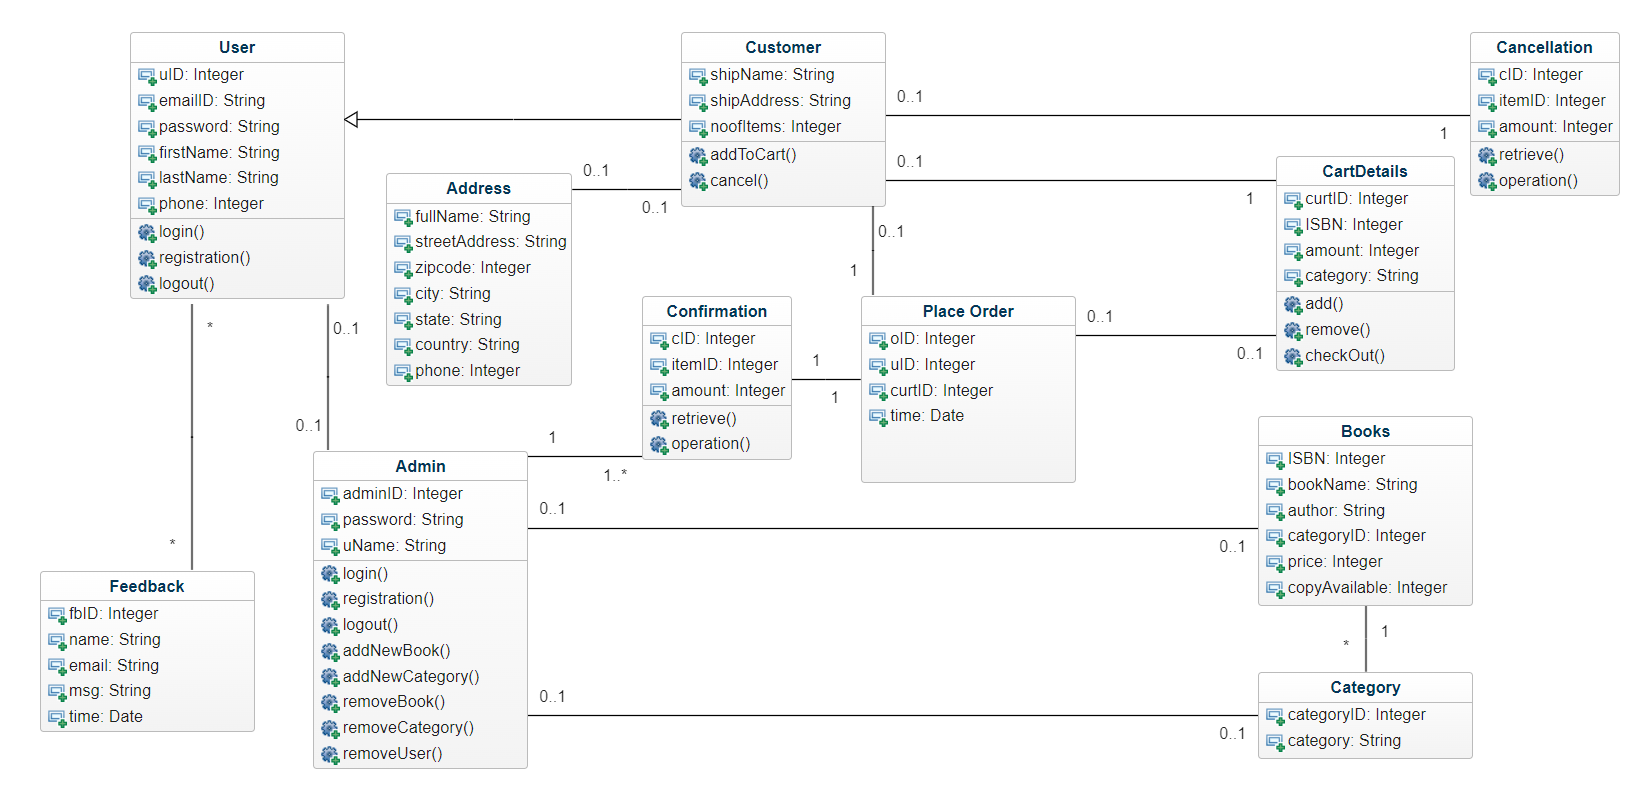 User
uID: Integer
emailID: String
password: String
firstName: String
lastName: String
phone: Integer
login()
registration()
logout()
Customer
shipName: String
shipAddress: String
noofItems: Integer
addToCart()
cancel()
Cancellation
cID: Integer
itemID: Integer
amount: Integer
retrieve()
operation()
0..1
1
0..1
1
0..1
0..1
0..1
1
Address
fullName: String
streetAddress: String
zipcode: Integer
city: String
state: String
country: String
phone: Integer
CartDetails
curtID: Integer
ISBN: Integer
amount: Integer
category: String
add()
remove()
checkOut()
Confirmation
cID: Integer
itemID: Integer
amount: Integer
retrieve()
operation()
Place Order
oID: Integer
uID: Integer
curtID: Integer
time: Date
0..1
0..1
1
1
*
*
0..1
0..1
1
1..*
Admin
adminID: Integer
password: String
uName: String
login()
registration()
logout()
addNewBook()
addNewCategory()
removeBook()
removeCategory()
removeUser()
0..1
0..1
0..1
0..1
Books
ISBN: Integer
bookName: String
author: String
categoryID: Integer
price: Integer
copyAvailable: Integer
1
*
Feedback
fbID: Integer
name: String
email: String
msg: String
time: Date
Category
categoryID: Integer
category: String